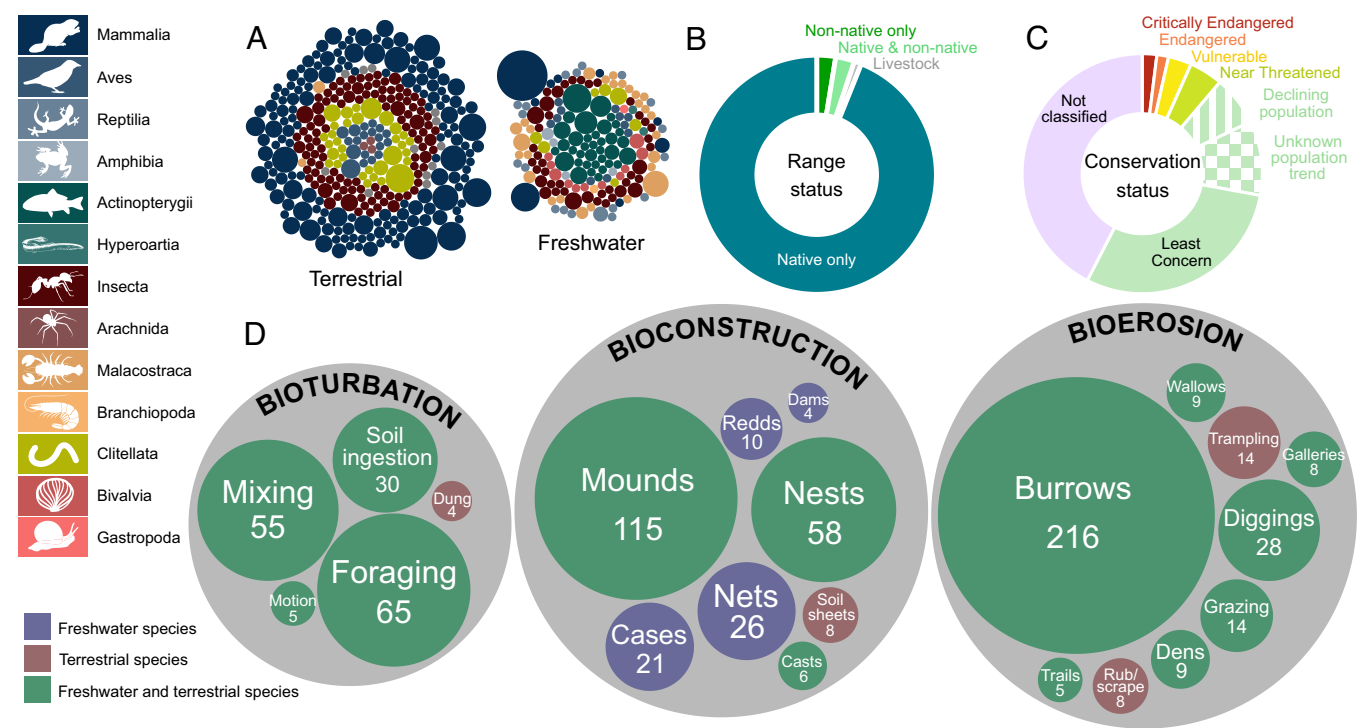 Mammalia
Aves
Reptilia
Amphibia
Actinopterygii
Hyperoartia
Insecta
Arachnida
Malacostraca
Branchiopoda
Clitellata
Bivalvia
Gastropoda
Freshwater species
Terrestrial species
Freshwater and terrestrial species
A
Terrestrial
Freshwater
B
Non-native only
Native & non-native
Livestock
Range
status
Native only
C
Critically Endangered
Endangered
Vulnerable
Near Threatened
Declining
population
Unknown
population
trend
Not
classified
Conservation
status
Least
Concern
D
BIOTURBATION
Soil
ingestion
30
Mixing
55
Dung
4
Foraging
65
Motion
5
BIOCONSTRUCTION
Dams
4
Redds
10
Mounds
115
Nests
58
Nets
26
Soil
sheets
8
Cases
21
Casts
6
BIOEROSION
Wallows
9
Trampling
14
Galleries
8
Burrows
216
Diggings
28
Grazing
14
Dens
9
Trails
5
Rub/
scrape
8